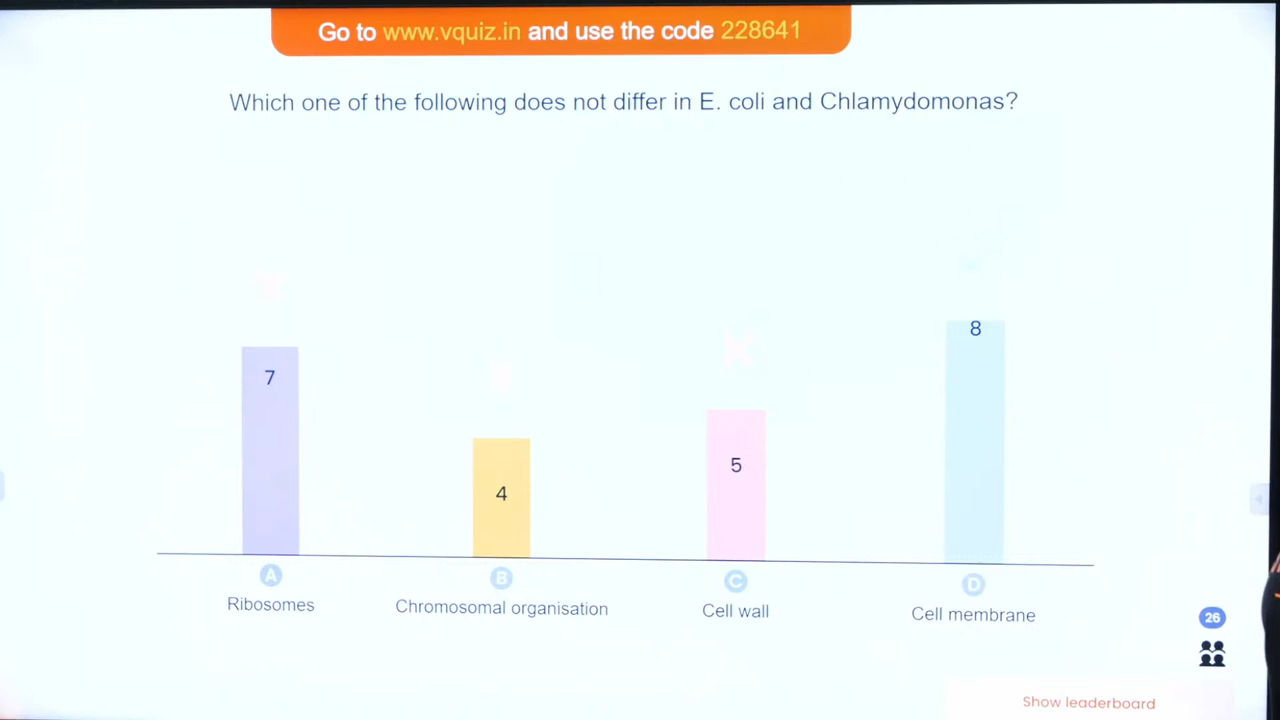 Go to www.vquiz.in and use the code 228641
Which one of the following does not differ in E. coli and Chlamydomonas?
7
4
5
8
A
B
C
D
Ribosomes
Chromosomal organisation
Cell wall
Cell membrane
26
Show leaderboard